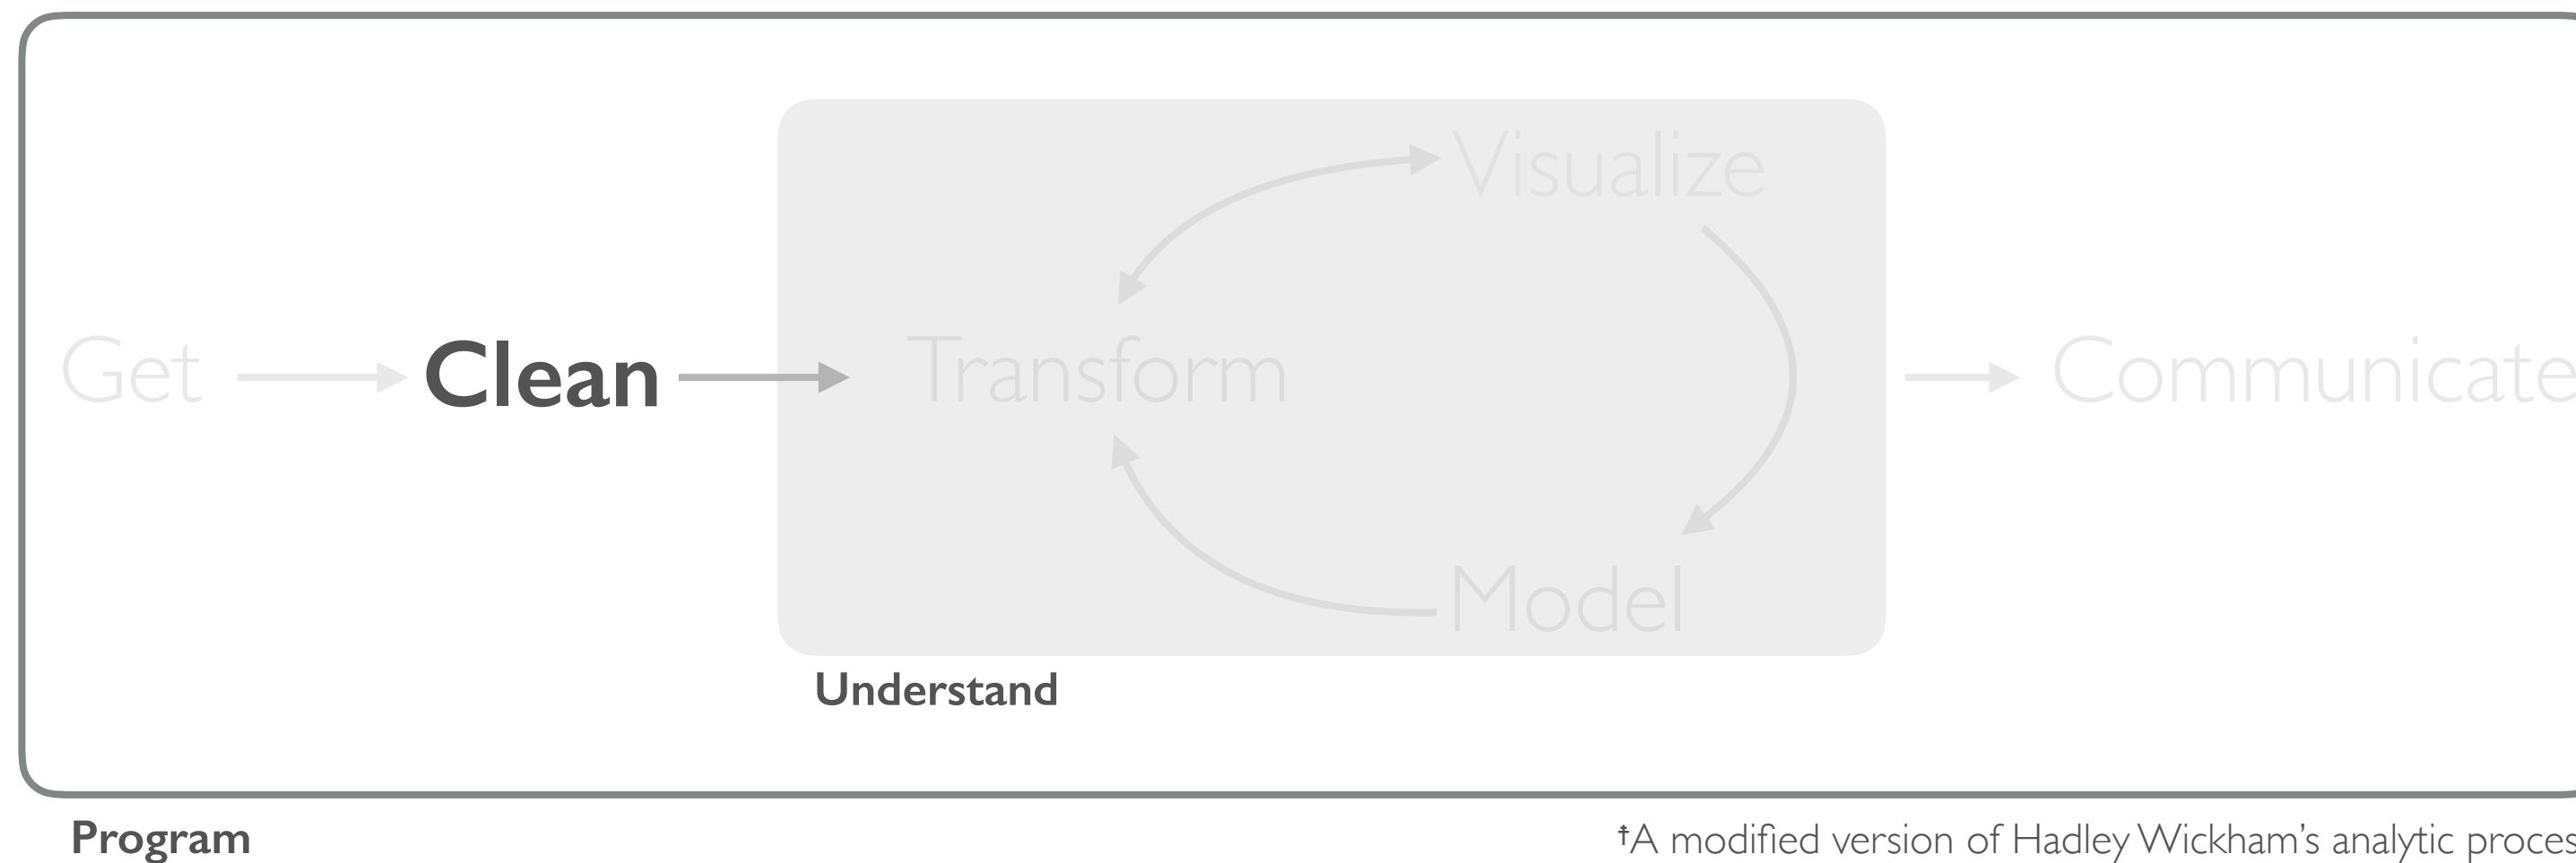 Visualize
Get
Clean
Transform
Communicate
Model
Understand
Program
†A modified version of Hadley Wickham’s analytic proces